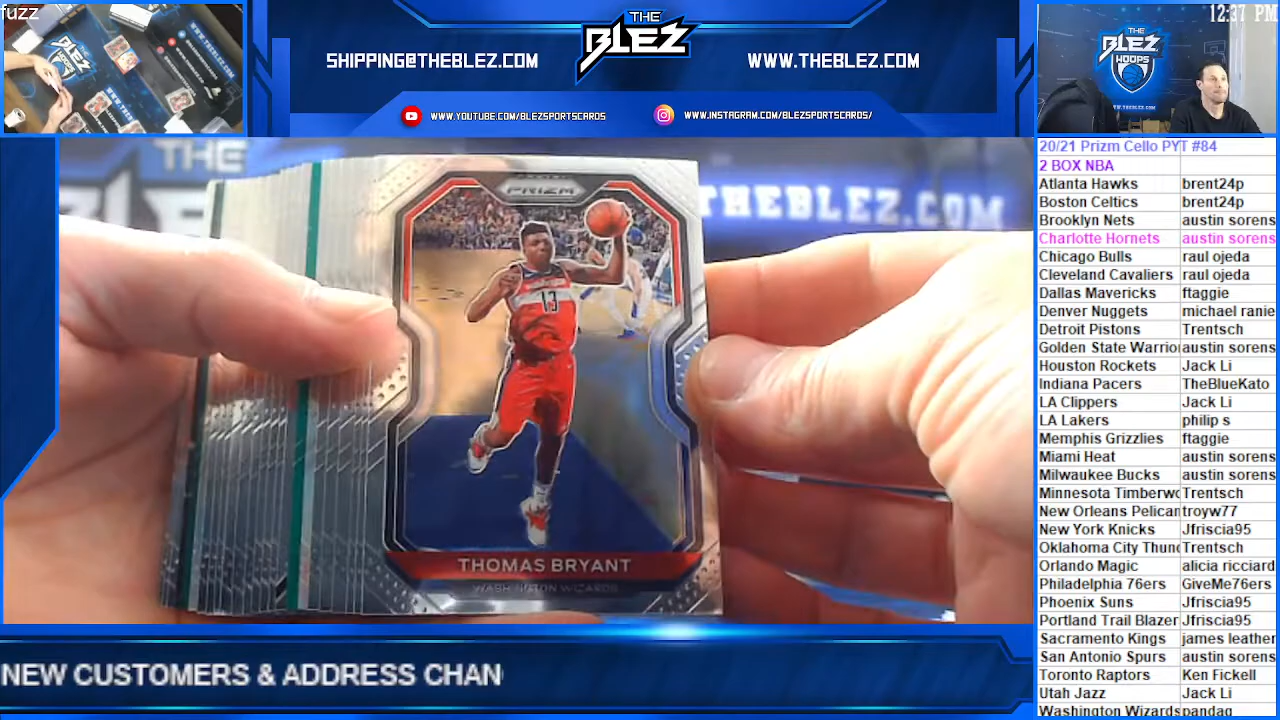 fuzz
SHIPPING@THEBLEZ.COM
THE
BLEZ
WWW.THEBLEZ.COM
WWW.YOUTUBE.COM/BLEZSPORTSCARDS
WWW.INSTAGRAM.COM/BLEZSPORTSCARDS/
12:37 PM
THE
BLEZ
HOOPS
THE
THEBLEZ.COM
PRIZM
13
THOMAS BRYANT
WASHINGTON WIZARDS
NEW CUSTOMERS & ADDRESS CHAN
20/21 Prizm Cello PYT #84
2 BOX NBA
Atlanta Hawks brent24p
Boston Celtics brent24p
Brooklyn Nets austin sorens
Charlotte Hornets austin sorens
Chicago Bulls raul ojeda
Cleveland Cavaliers raul ojeda
Dallas Mavericks ftaggie
Denver Nuggets michael ranie
Detroit Pistons Trentsch
Golden State Warrio austin sorens
Houston Rockets Jack Li
Indiana Pacers TheBlueKato
LA Clippers Jack Li
LA Lakers philip s
Memphis Grizzlies ftaggie
Miami Heat austin sorens
Milwaukee Bucks austin sorens
Minnesota Timberwo Trentsch
New Orleans Pelican troyw77
New York Knicks Jfriscia95
Oklahoma City Thun Trentsch
Orlando Magic alicia ricciard
Philadelphia 76ers GiveMe76ers
Phoenix Suns Jfriscia95
Portland Trail Blazer Jfriscia95
Sacramento Kings james leather
San Antonio Spurs austin sorens
Toronto Raptors Ken Fickell
Utah Jazz Jack Li
Washington Wizards pandag